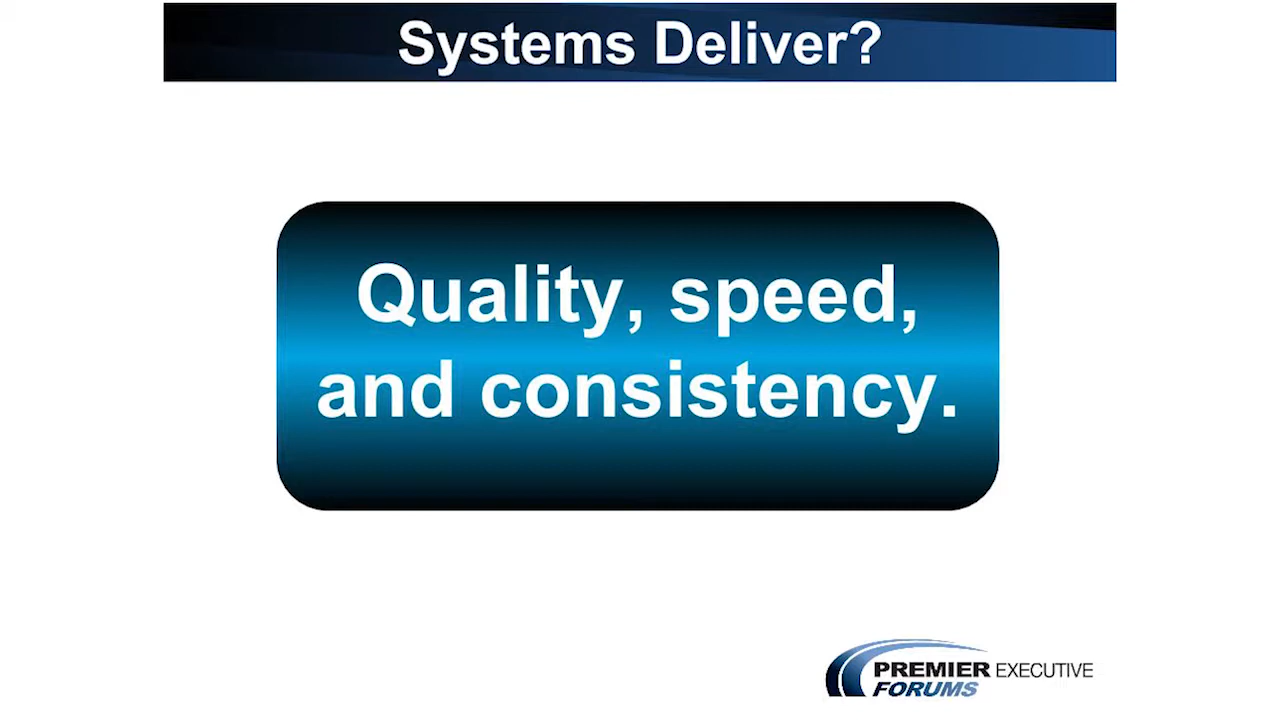 Systems Deliver?
Quality, speed,
and consistency.
PREMIER EXECUTIVE
FORUMS